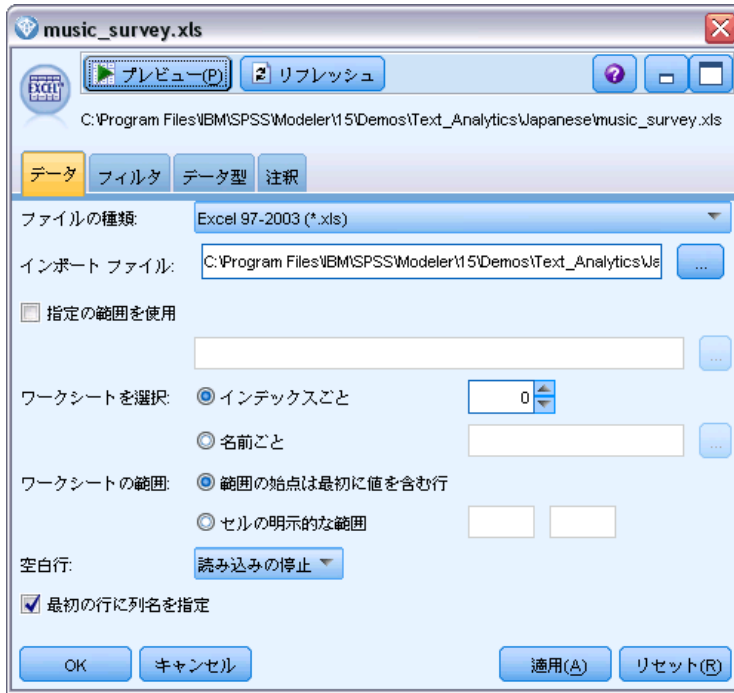 music_survey.xls
EXCEL
プレビュー(P) リフレッシュ
C:\Program Files\IBM\SPSS\Modeler\15\Demos\Text_Analytics\Japanese\music_survey.xls
データ フィルタ データ型 注釈
ファイルの種類: Excel 97-2003 (*.xls)
インポート ファイル: C:\Program Files\IBM\SPSS\Modeler\15\Demos\Text_Analytics\Ja ...
指定の範囲を使用
...
ワークシートを選択: インデックスごと 0
名前ごと ...
ワークシートの範囲: 範囲の始点は最初に値を含む行
セルの明示的な範囲
空白行: 読み込みの停止
最初の行に列名を指定
OK キャンセル 適用(A) リセット(R)